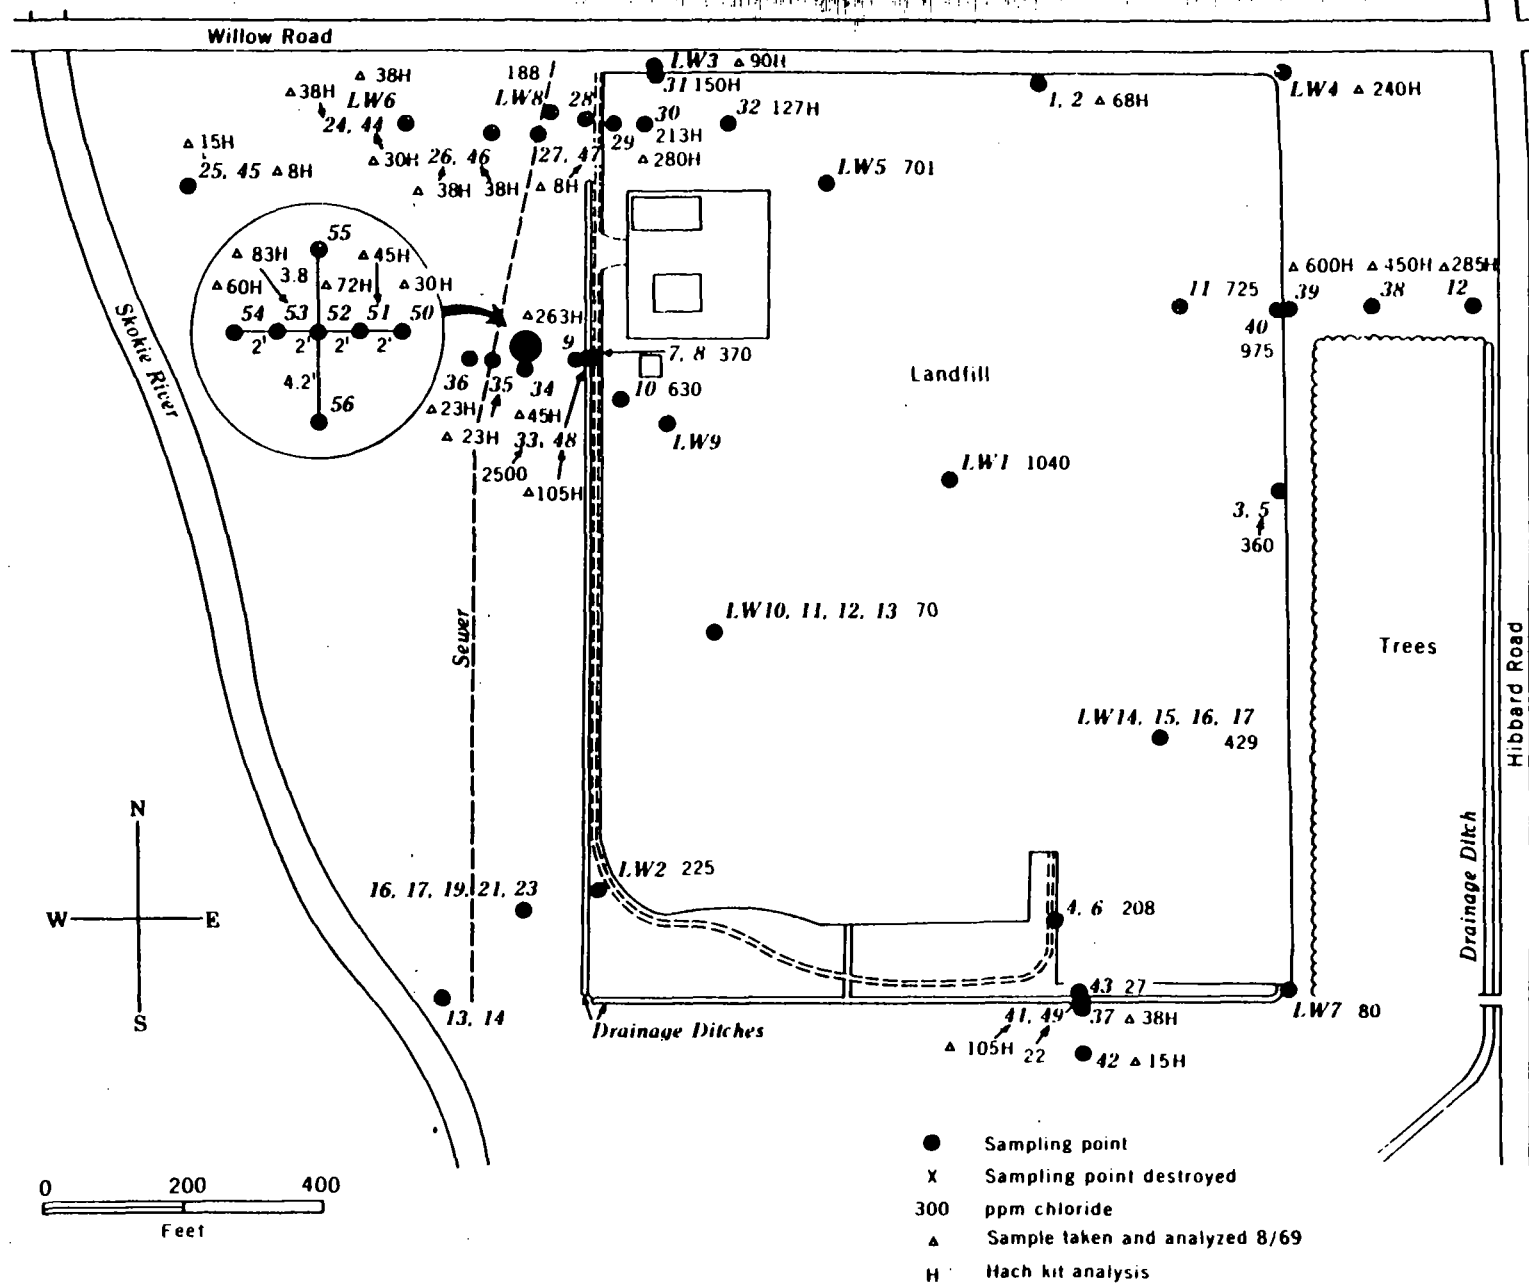 Willow Road
△ 38H
△ 38H
LW6
24, 44
△ 30H
△ 15H
25, 45
△ 8H
26, 46
△ 38H
38H
188
LW8
28
27, 47
△ 8H
29
30
213H
△ 280H
LW3 △ 90H
31 150H
32 127H
1, 2 △ 68H
LW4 △ 240H
LW5 701
55
△ 83H
3.8
△ 45H
△ 60H
△ 72H
△ 30H
54
53
52
51
50
2'
2'
2'
2'
4.2'
56
Skokie River
△ 263H
9
7, 8 370
36
35
34
10 630
△ 23H
△ 45H
△ 23H
33, 48
2500
△ 105H
LW9
Landfill
11 725
△ 600H
△ 450H
△ 285H
39
38
12
40
975
LW1 1040
3, 5
360
LW10, 11, 12, 13 70
Sewer
Trees
Hibbard Road
LW14, 15, 16, 17
429
Drainage Ditch
N
W
E
S
LW2 225
16, 17, 19, 21, 23
4, 6 208
13, 14
Drainage Ditches
43 27
41, 49
37 △ 38H
△ 105H
22
42 △ 15H
LW7 80
0 200 400
Feet
● Sampling point
X Sampling point destroyed
300 ppm chloride
△ Sample taken and analyzed 8/69
H Hach kit analysis